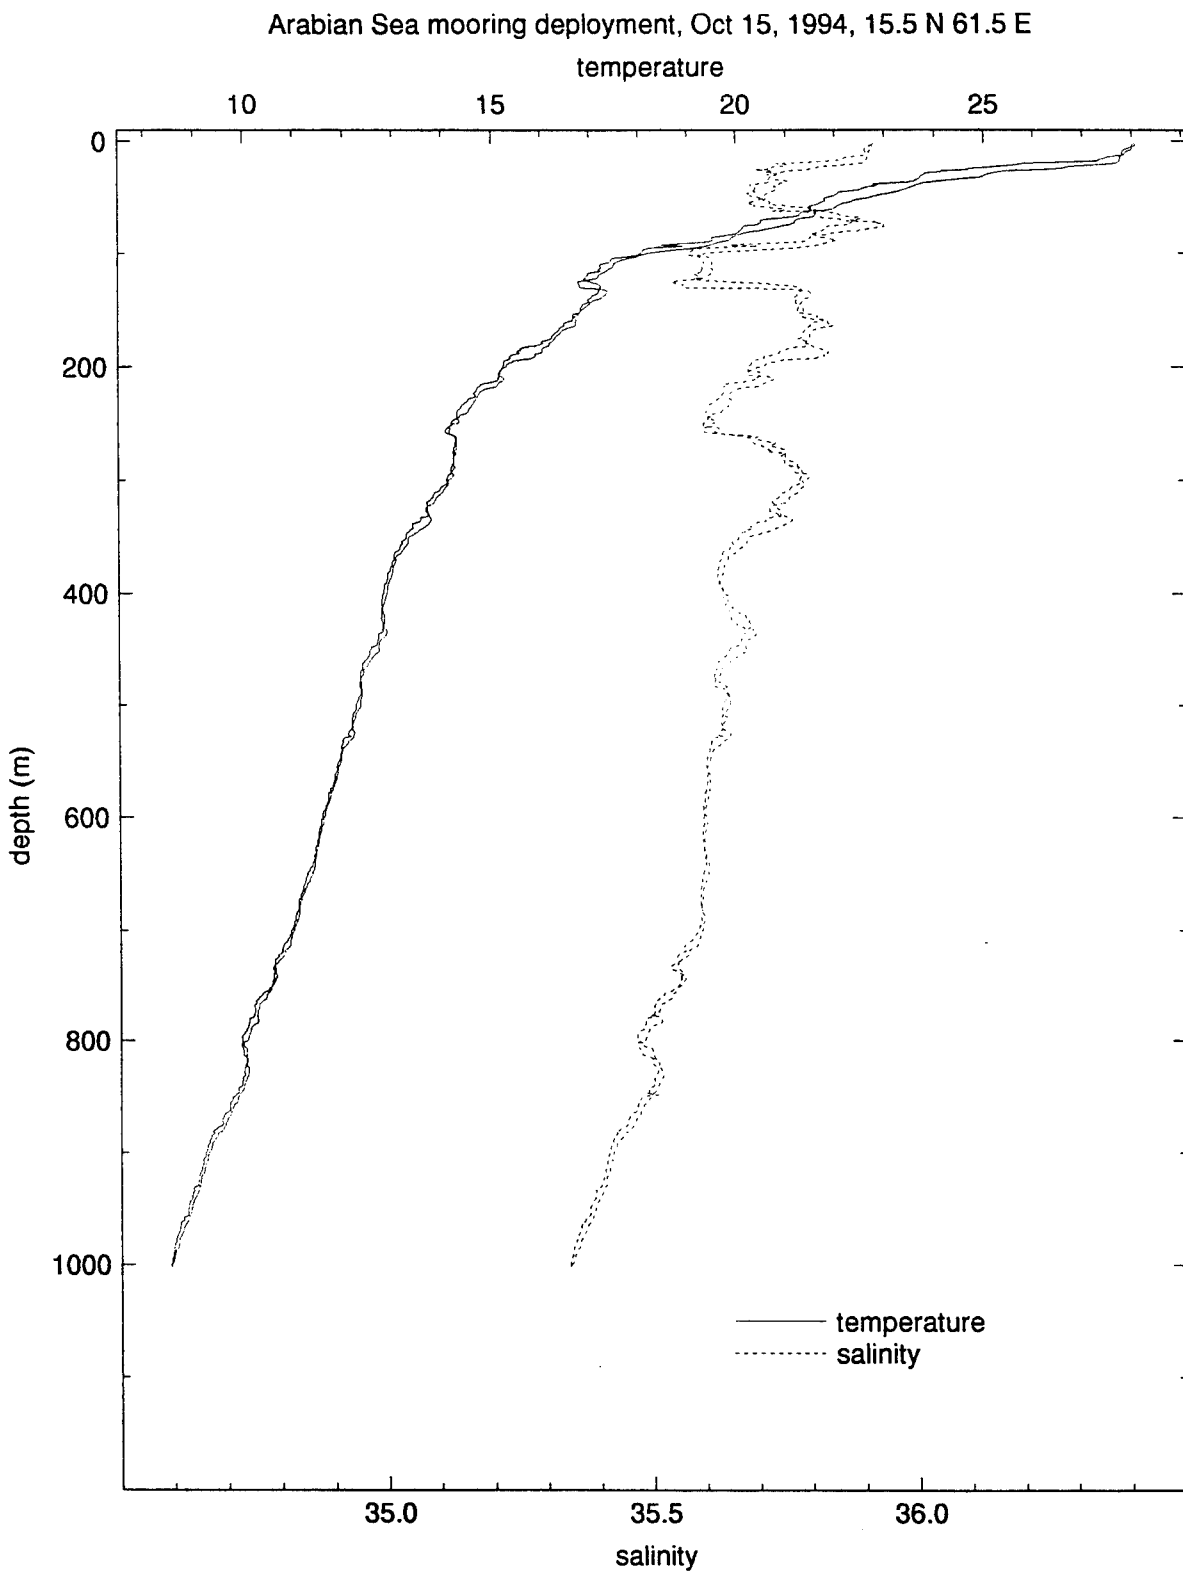 Arabian Sea mooring deployment, Oct 15, 1994, 15.5 N 61.5 E
temperature
10 15 20 25
0
200
400
600
800
1000
depth (m)
temperature
salinity
35.0 35.5 36.0
salinity